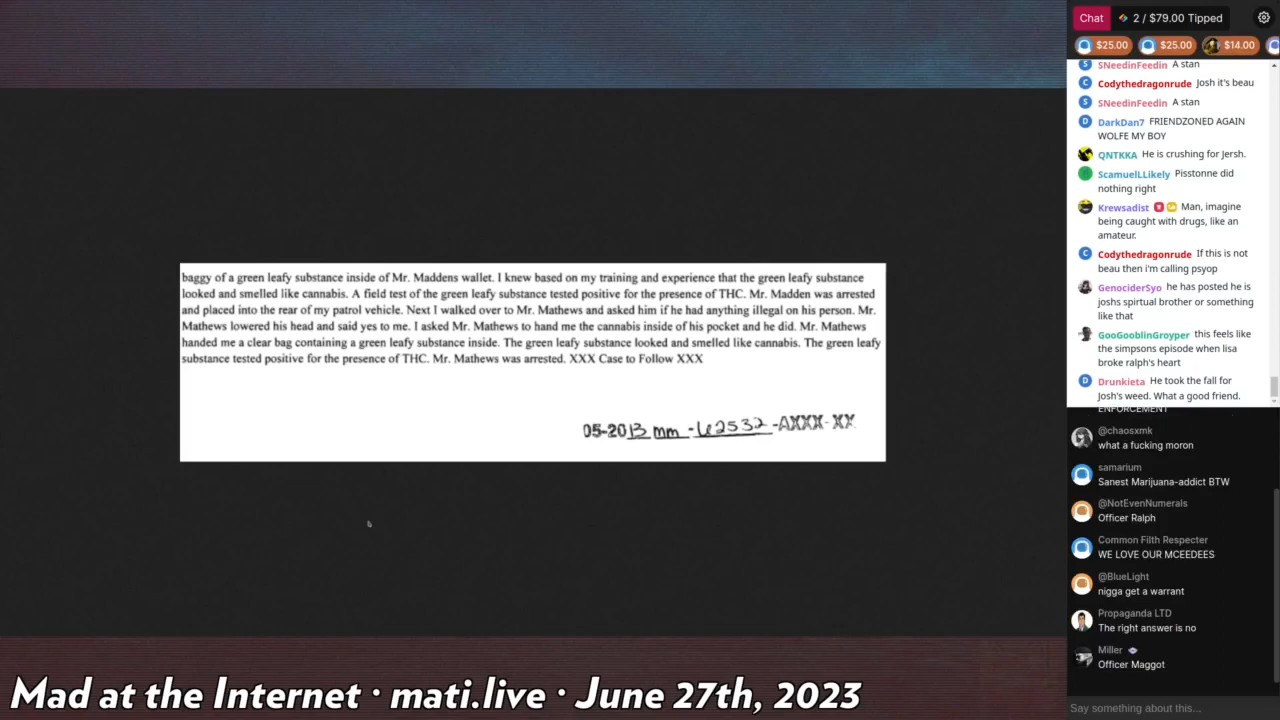 baggy of a green leafy substance inside of Mr. Maddens wallet. I knew based on my training and experience that the green leafy substance
looked and smelled like cannabis. A field test of the green leafy substance tested positive for the presence of THC. Mr. Madden was arrested
and placed into the rear of my patrol vehicle. Next I walked over to Mr. Mathews and asked him if he had anything illegal on his person. Mr.
Mathews lowered his head and said yes to me. I asked Mr. Mathews to hand me the cannabis inside of his pocket and he did. Mr. Mathews
handed me a clear bag containing a green leafy substance inside. The green leafy substance looked and smelled like cannabis. The green leafy
substance tested positive for the presence of THC. Mr. Mathews was arrested. XXX Case to Follow XXX
05-2013 mm -62532 -AXXX-XX
Mad at the Internet · mati.live · June 27th, 2023
Chat 2 / $79.00 Tipped
$25.00 $25.00 $14.00
S SNeedinFeedin A stan
C Codythedragonrude Josh it's beau
S SNeedinFeedin A stan
D DarkDan7 FRIENDZONED AGAIN
WOLFE MY BOY
QNTKKA He is crushing for Jersh.
ScamuelLLikely Pisstonne did
nothing right
Krewsadist Man, imagine
being caught with drugs, like an
amateur.
C Codythedragonrude If this is not
beau then i'm calling psyop
GenociderSyo he has posted he is
joshs spirtual brother or something
like that
GooGooblinGroyper this feels like
the simpsons episode when lisa
broke ralph's heart
D Drunkieta He took the fall for
Josh's weed. What a good friend.
ENFORCEMENT
@chaosxmk
what a fucking moron
samarium
Sanest Marijuana-addict BTW
@NotEvenNumerals
Officer Ralph
Common Filth Respecter
WE LOVE OUR MCEEDEES
@BlueLight
nigga get a warrant
Propaganda LTD
The right answer is no
Miller
Officer Maggot
Say something about this...